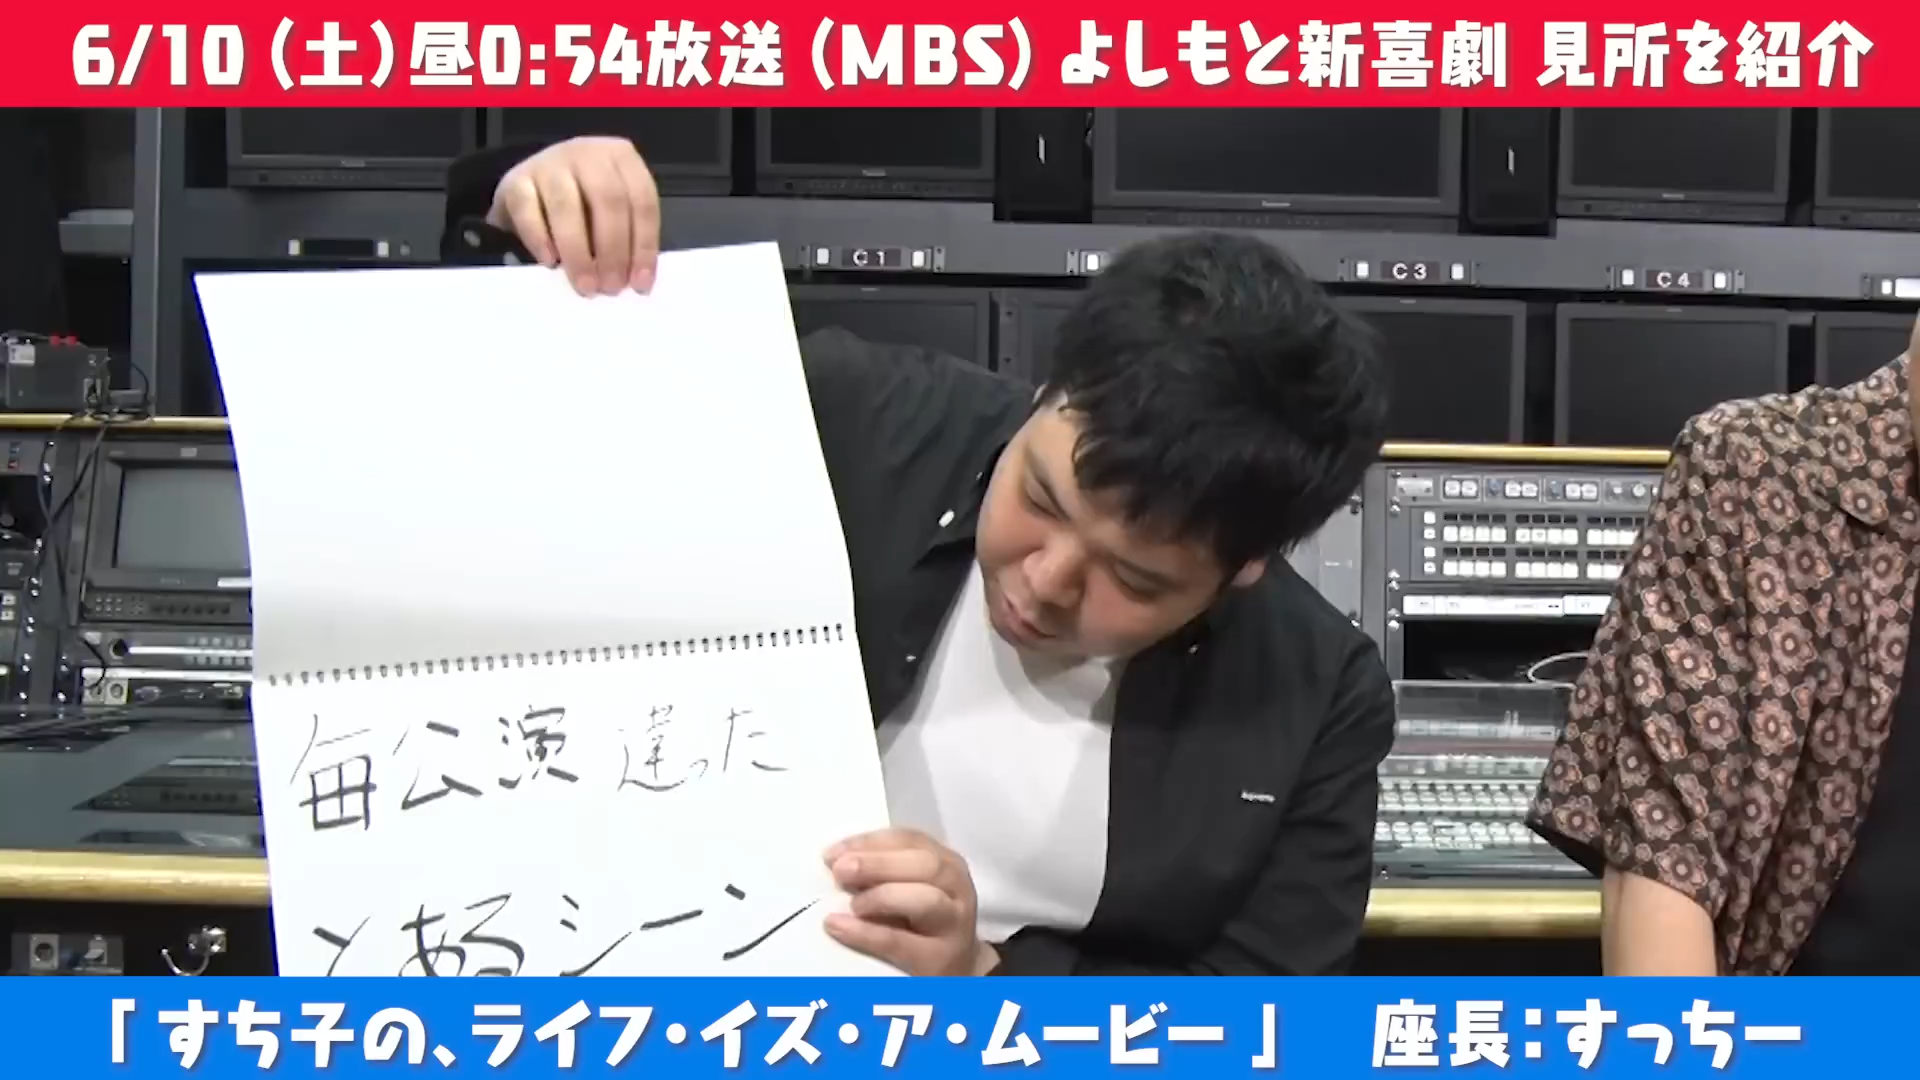 6/10(土)昼0:54放送(MBS)よしもと新喜劇 見所を紹介
C1
C3
C4
毎公演違った
とあるシーン
「すち子の、ライフ・イズ・ア・ムービー」 座長:すっちー